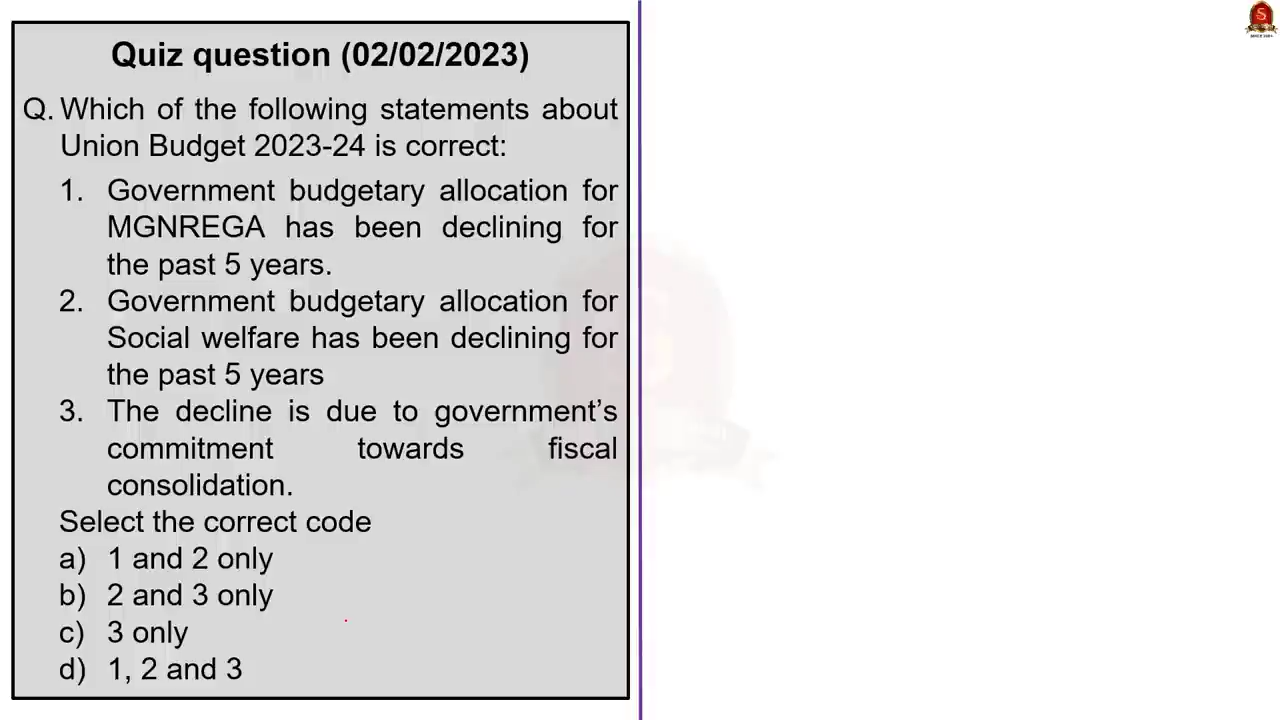 Quiz question (02/02/2023)
Q. Which of the following statements about
Union Budget 2023-24 is correct:
1. Government budgetary allocation for
MGNREGA has been declining for
the past 5 years.
2. Government budgetary allocation for
Social welfare has been declining for
the past 5 years
3. The decline is due to government’s
commitment towards fiscal
consolidation.
Select the correct code
a) 1 and 2 only
b) 2 and 3 only
c) 3 only
d) 1, 2 and 3